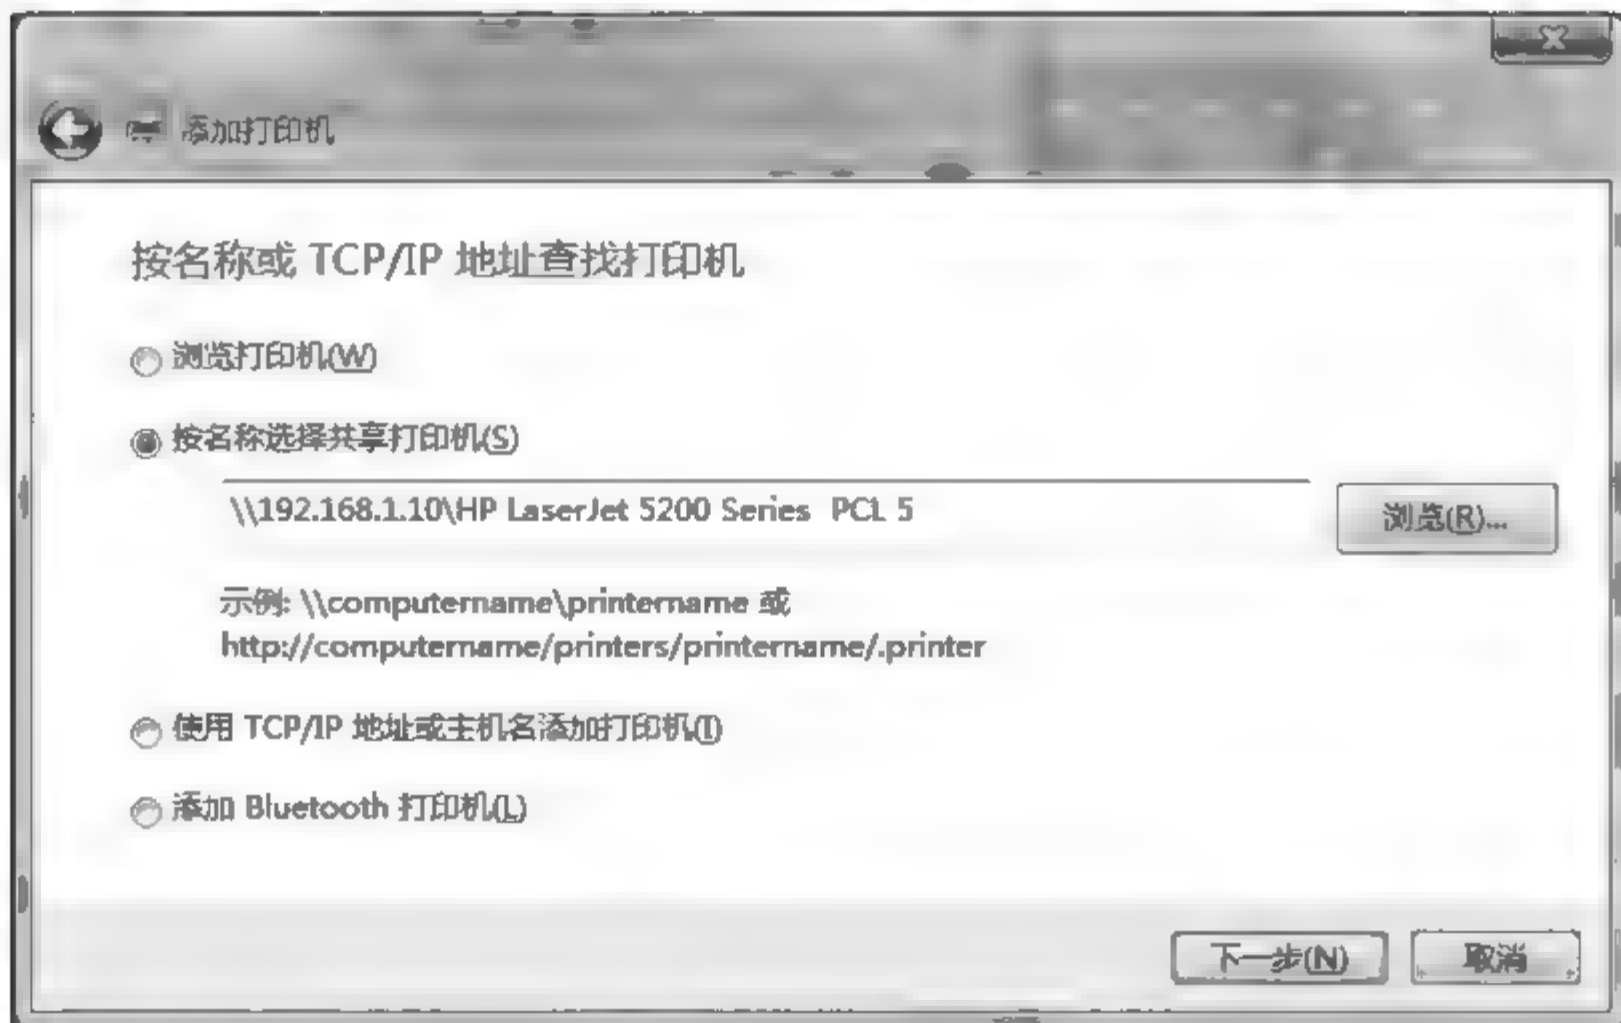 添加打印机
按名称或 TCP/IP 地址查找打印机
浏览打印机(W)
按名称选择共享打印机(S)
\\192.168.1.10\HP LaserJet 5200 Series  PCL 5
浏览(R)...
示例: \\computername\printername 或
http://computername/printers/printername/.printer
使用 TCP/IP 地址或主机名添加打印机(I)
添加 Bluetooth 打印机(L)
下一步(N)
取消